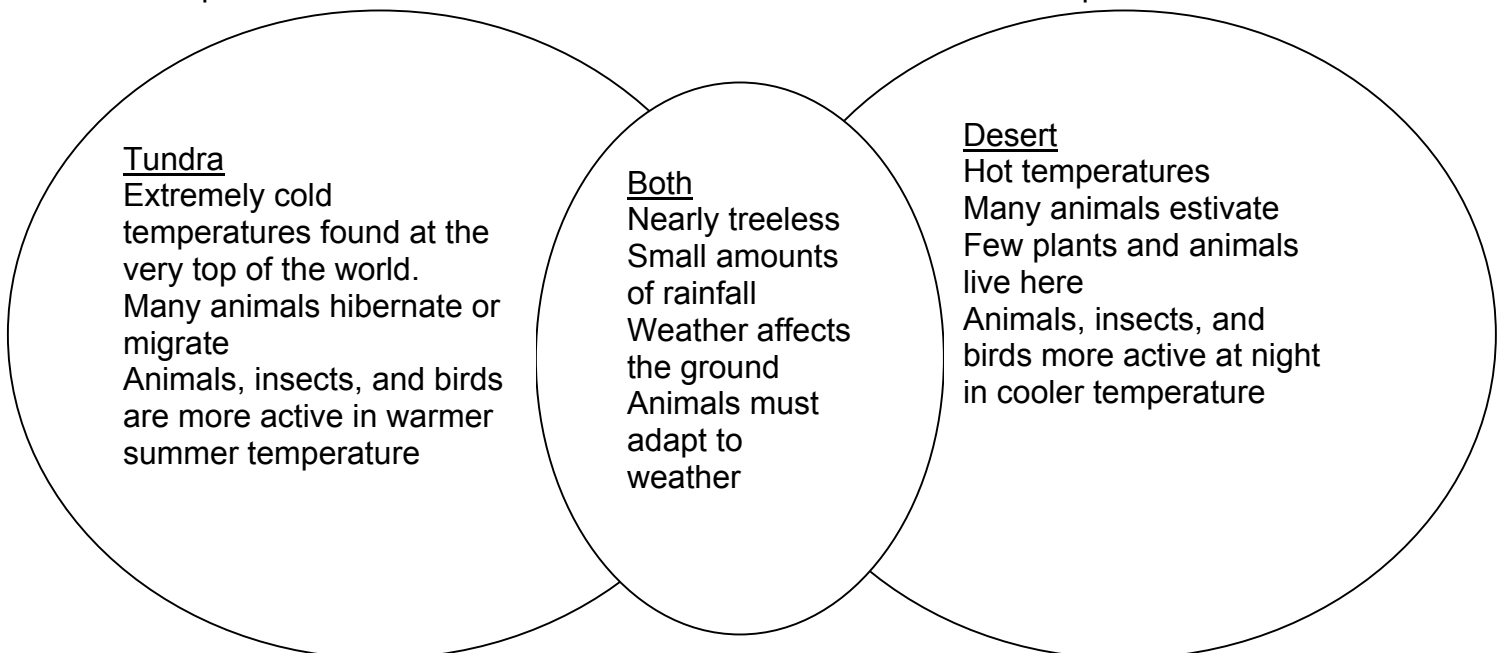 Tundra
Extremely cold
temperatures found at the
very top of the world.
Many animals hibernate or
migrate
Animals, insects, and birds
are more active in warmer
summer temperature
Both
Nearly treeless
Small amounts
of rainfall
Weather affects
the ground
Animals must
adapt to
weather
Desert
Hot temperatures
Many animals estivate
Few plants and animals
live here
Animals, insects, and
birds more active at night
in cooler temperature